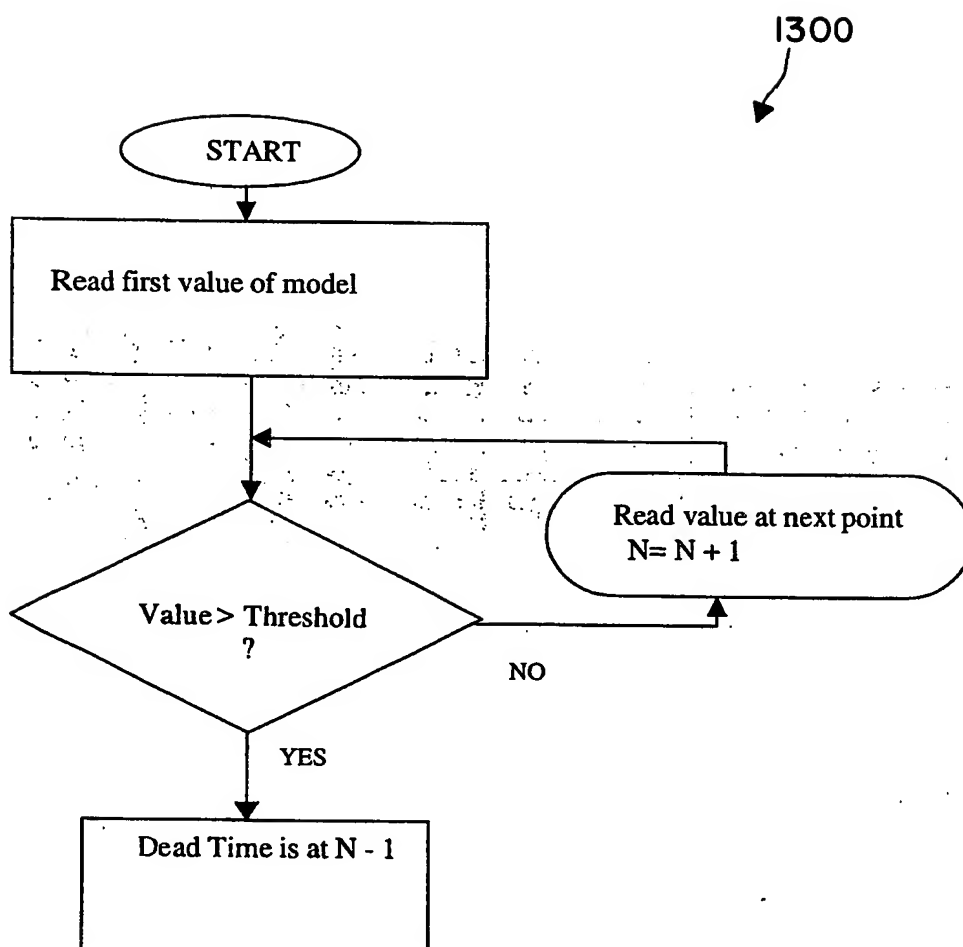 1300
START
Read first value of model
Read value at next point
N= N + 1
Value > Threshold
?
NO
YES
Dead Time is at N - 1